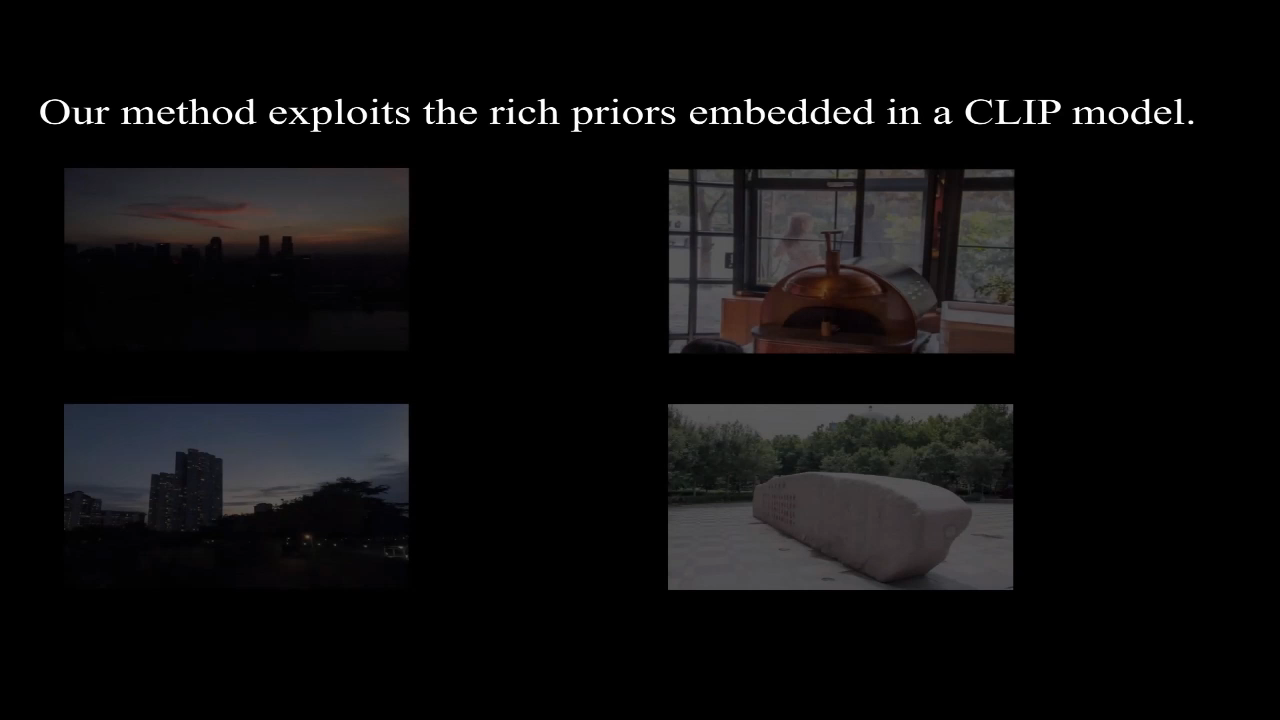 Our method exploits the rich priors embedded in a CLIP model.